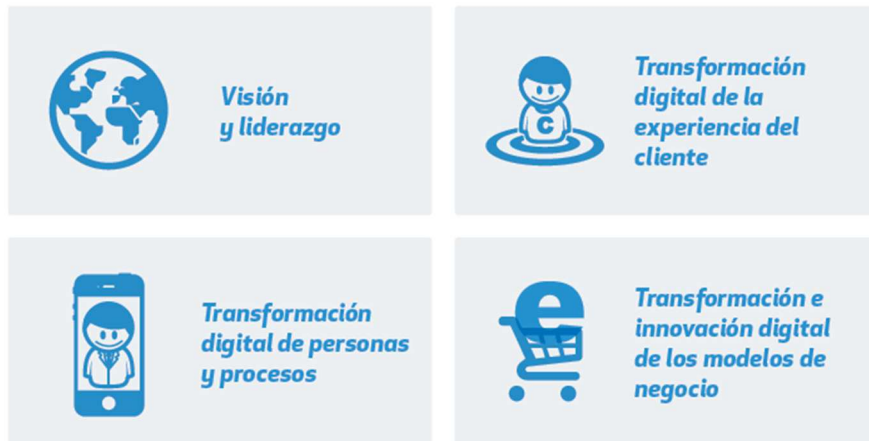 Visión
y liderazgo
C
Transformación
digital de la
experiencia del
cliente
Transformación
digital de personas
y procesos
e
Transformación e
innovación digital
de los modelos de
negocio